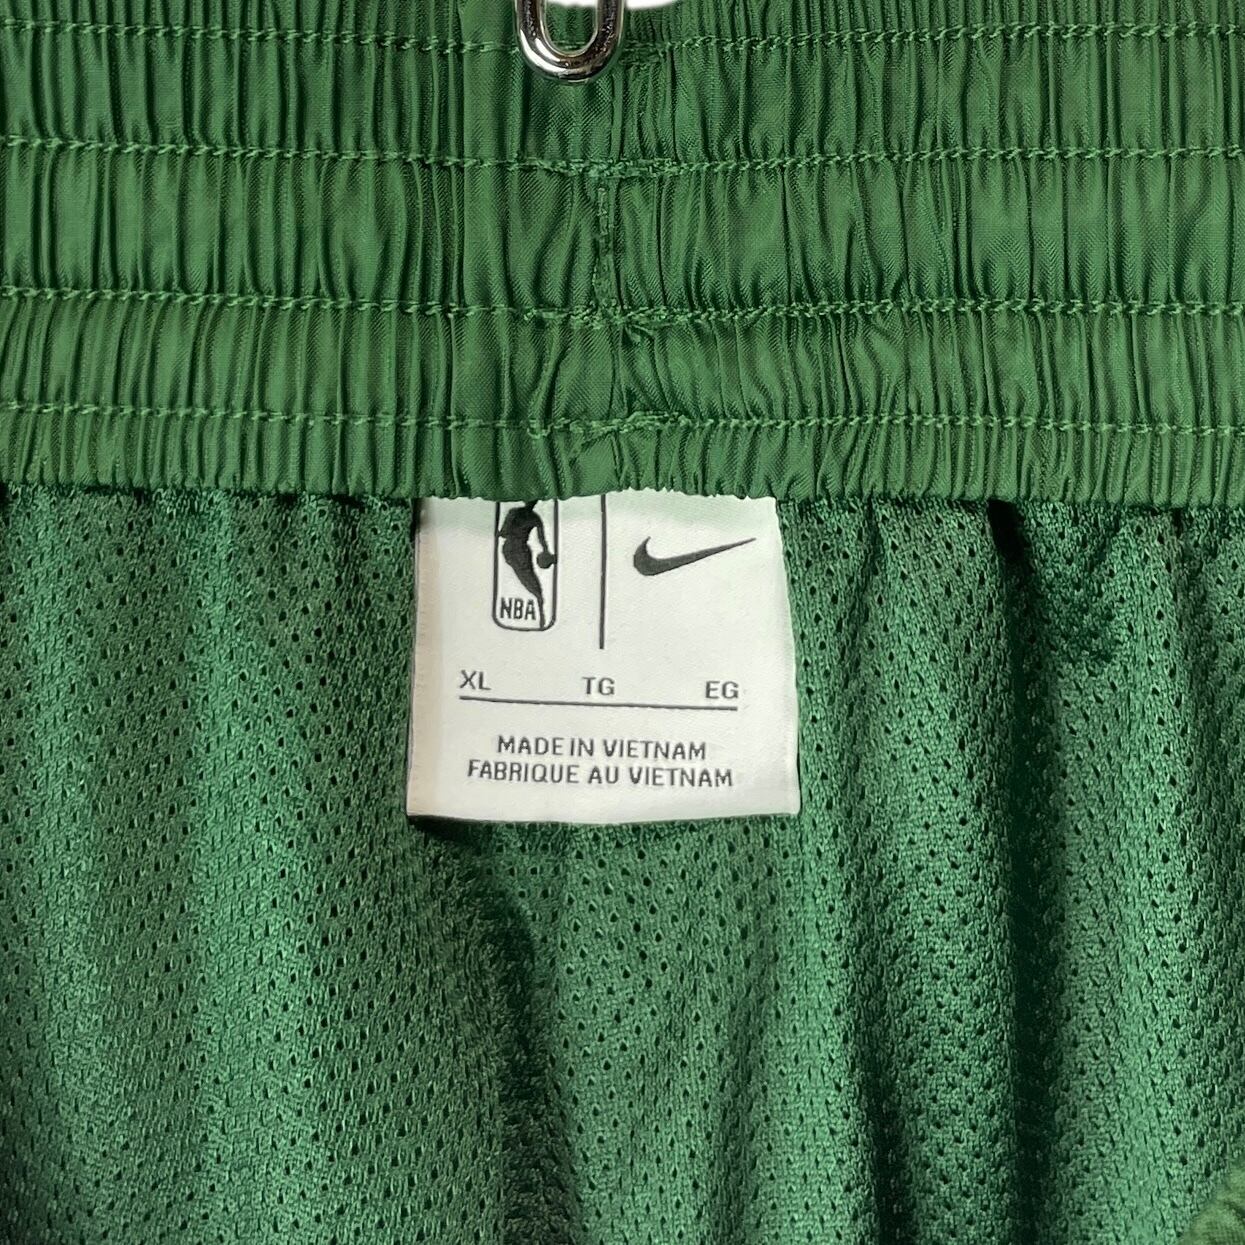 NBA
XL TG EG
MADE IN VIETNAM
FABRIQUE AU VIETNAM